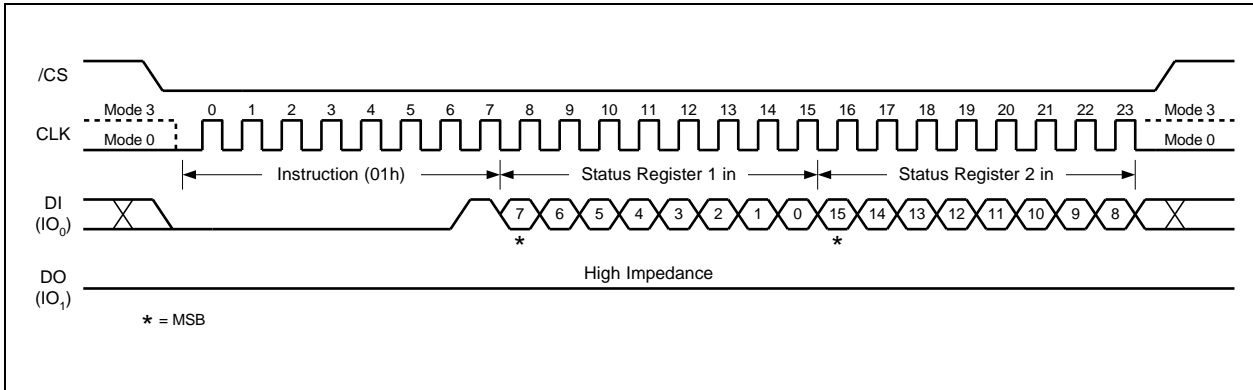 /CS
Mode 3 0 1 2 3 4 5 6 7 8 9 10 11 12 13 14 15 16 17 18 19 20 21 22 23 Mode 3
CLK Mode 0 Mode 0
Instruction (01h) Status Register 1 in Status Register 2 in
DI
(IO0) 7 6 5 4 3 2 1 0 15 14 13 12 11 10 9 8
* *
High Impedance
DO
(IO1)
* = MSB